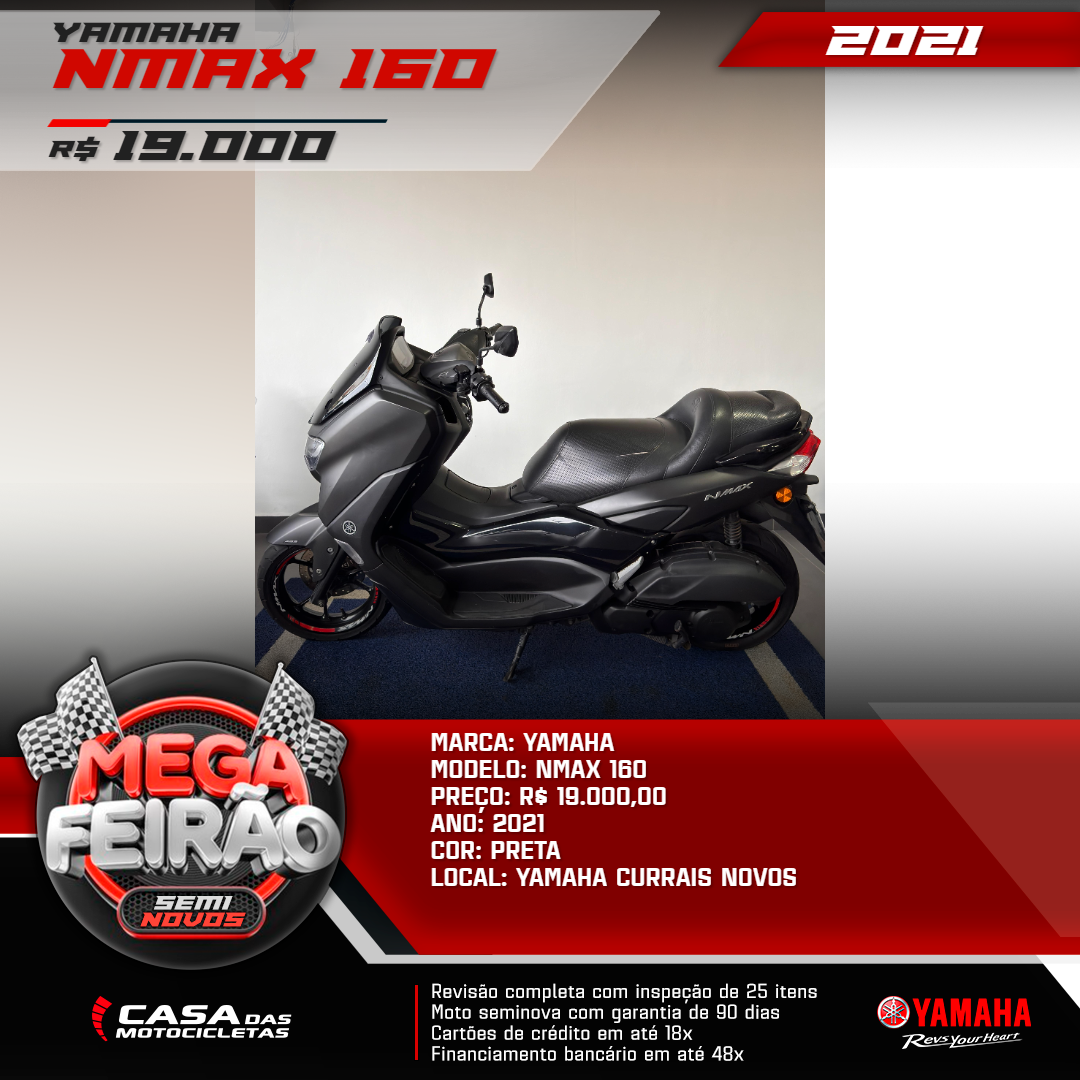 YAMAHA
NMAX 160
R$ 19.000
2021
NMAX
MEGA
FEIRÃO
SEMI
NOVOS
MARCA: YAMAHA
MODELO: NMAX 160
PREÇO: R$ 19.000,00
ANO: 2021
COR: PRETA
LOCAL: YAMAHA CURRAIS NOVOS
CASA DAS
MOTOCICLETAS
Revisão completa com inspeção de 25 itens
Moto seminova com garantia de 90 dias
Cartões de crédito em até 18x
Financiamento bancário em até 48x
YAMAHA
Revs Your Heart